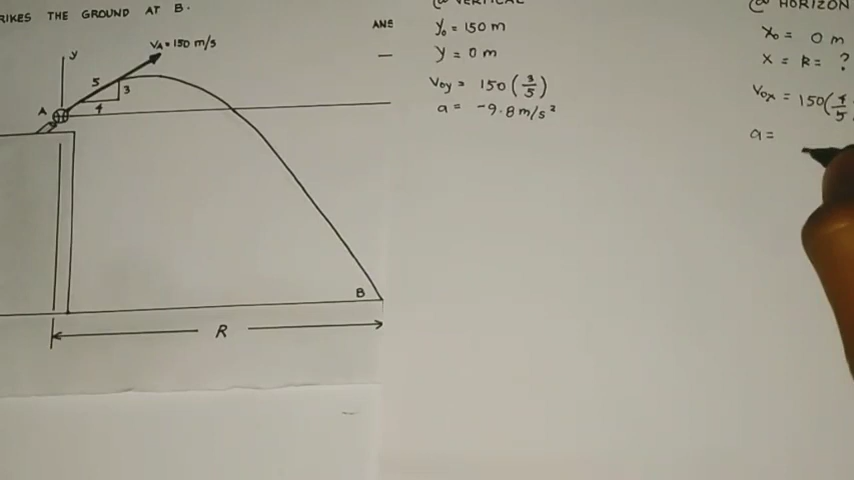 RIKES THE GROUND AT B.
ANS
y
VA = 150 m/s
5
3
A
4
B
R
@ VERTICAL
y₀ = 150 m
y = 0 m
Voy = 150 (3/5)
a = -9.8 m/s²
@ HORIZON
X₀ = 0 m
X = R = ?
Vox = 150(4/5
a =